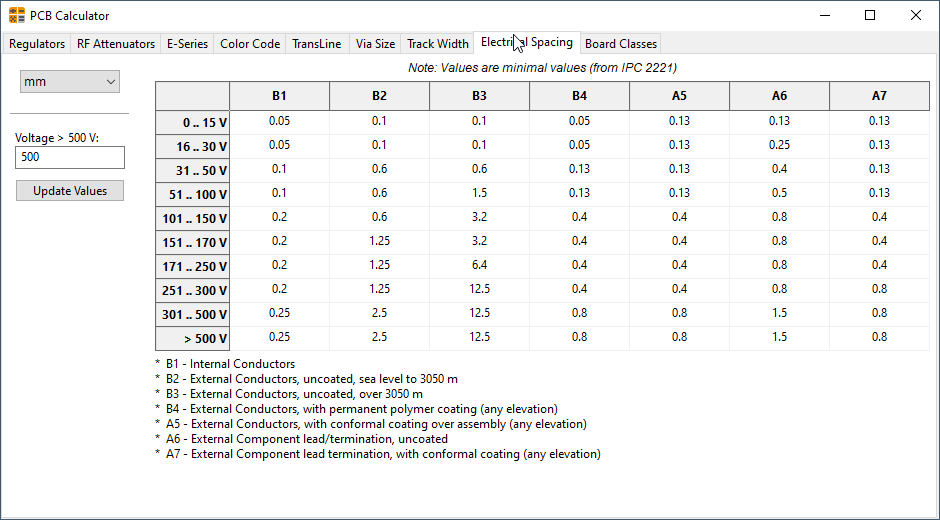 PCB Calculator
Regulators RF Attenuators E-Series Color Code TransLine Via Size Track Width Electrical Spacing Board Classes
Note: Values are minimal values (from IPC 2221)
mm
Voltage > 500 V:
500
Update Values
B1 B2 B3 B4 A5 A6 A7
0 .. 15 V 0.05 0.1 0.1 0.05 0.13 0.13 0.13
16 .. 30 V 0.05 0.1 0.1 0.05 0.13 0.25 0.13
31 .. 50 V 0.1 0.6 0.6 0.13 0.13 0.4 0.13
51 .. 100 V 0.1 0.6 1.5 0.13 0.13 0.5 0.13
101 .. 150 V 0.2 0.6 3.2 0.4 0.4 0.8 0.4
151 .. 170 V 0.2 1.25 3.2 0.4 0.4 0.8 0.4
171 .. 250 V 0.2 1.25 6.4 0.4 0.4 0.8 0.4
251 .. 300 V 0.2 1.25 12.5 0.4 0.4 0.8 0.8
301 .. 500 V 0.25 2.5 12.5 0.8 0.8 1.5 0.8
> 500 V 0.25 2.5 12.5 0.8 0.8 1.5 0.8
* B1 - Internal Conductors
* B2 - External Conductors, uncoated, sea level to 3050 m
* B3 - External Conductors, uncoated, over 3050 m
* B4 - External Conductors, with permanent polymer coating (any elevation)
* A5 - External Conductors, with conformal coating over assembly (any elevation)
* A6 - External Component lead/termination, uncoated
* A7 - External Component lead termination, with conformal coating (any elevation)